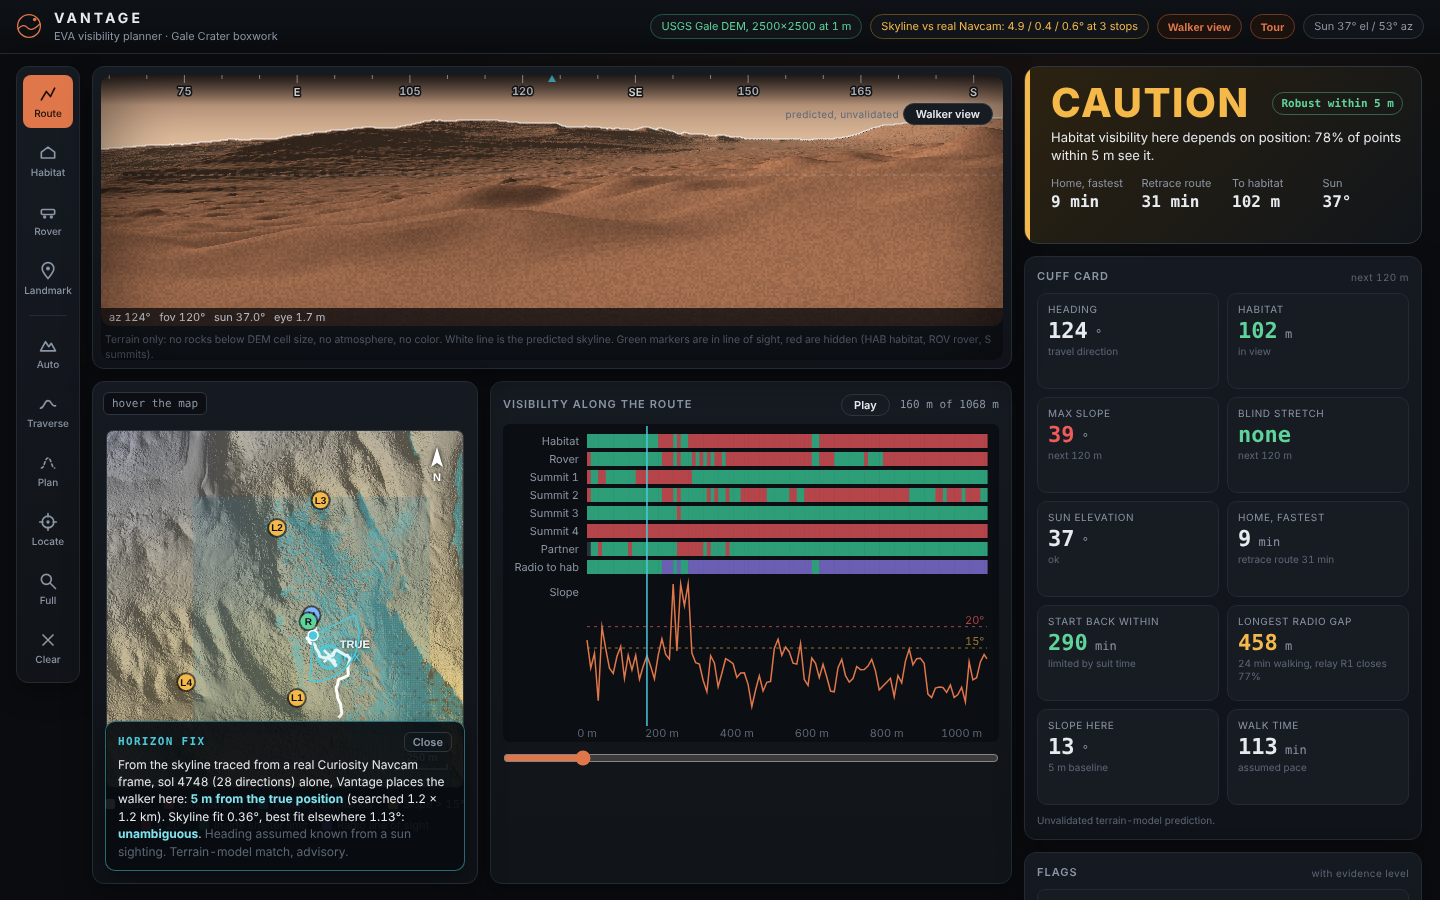 VANTAGE
EVA visibility planner · Gale Crater boxwork
USGS Gale DEM, 2500×2500 at 1 m
Skyline vs real Navcam: 4.9 / 0.4 / 0.6° at 3 stops
Walker view
Tour
Sun 37° el / 53° az
Route
Habitat
Rover
Landmark
Auto
Traverse
Plan
Locate
Full
Clear
75 E 105 120 SE 150 165 S
predicted, unvalidated
Walker view
az 124° fov 120° sun 37.0° eye 1.7 m
Terrain only: no rocks below DEM cell size, no atmosphere, no color. White line is the predicted skyline. Green markers are in line of sight, red are hidden (HAB habitat, ROV rover, S
summits).
hover the map
N
L3
L2
R
TRUE
L4
L1
HORIZON FIX
Close
From the skyline traced from a real Curiosity Navcam
frame, sol 4748 (28 directions) alone, Vantage places the
walker here: 5 m from the true position (searched 1.2 ×
1.2 km). Skyline fit 0.36°, best fit elsewhere 1.13°:
unambiguous. Heading assumed known from a sun
sighting. Terrain-model match, advisory.
VISIBILITY ALONG THE ROUTE
Play
160 m of 1068 m
Habitat
Rover
Summit 1
Summit 2
Summit 3
Summit 4
Partner
Radio to hab
Slope
20°
15°
0 m 200 m 400 m 600 m 800 m 1000 m
CAUTION
Robust within 5 m
Habitat visibility here depends on position: 78% of points
within 5 m see it.
Home, fastest Retrace route To habitat Sun
9 min 31 min 102 m 37°
CUFF CARD
next 120 m
HEADING
124 °
travel direction
HABITAT
102 m
in view
MAX SLOPE
39 °
next 120 m
BLIND STRETCH
none
next 120 m
SUN ELEVATION
37 °
ok
HOME, FASTEST
9 min
retrace route 31 min
START BACK WITHIN
290 min
limited by suit time
LONGEST RADIO GAP
458 m
24 min walking, relay R1 closes
77%
SLOPE HERE
13 °
5 m baseline
WALK TIME
113 min
assumed pace
Unvalidated terrain-model prediction.
FLAGS
with evidence level